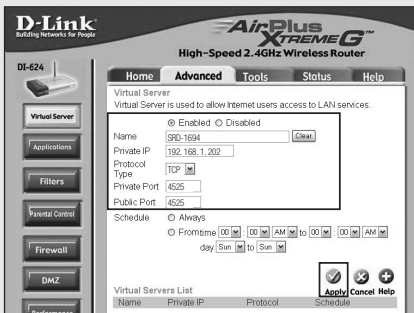 D-Link
Building Networks for People
AirPlus
XTREME G™
High-Speed 2.4GHz Wireless Router
DI-624
Home Advanced Tools Status Help
Virtual Server
Applications
Filters
Parental Control
Firewall
DMZ
Performance
Virtual Server
Virtual Server is used to allow Internet users access to LAN services.
Enabled Disabled
Name SRD-1694 Clear
Private IP 192.168.1.202
Protocol Type TCP
Private Port 4525
Public Port 4525
Schedule Always
From time 00 : 00 AM to 00 : 00 AM
day Sun to Sun
Apply Cancel Help
Virtual Servers List
Name Private IP Protocol Schedule